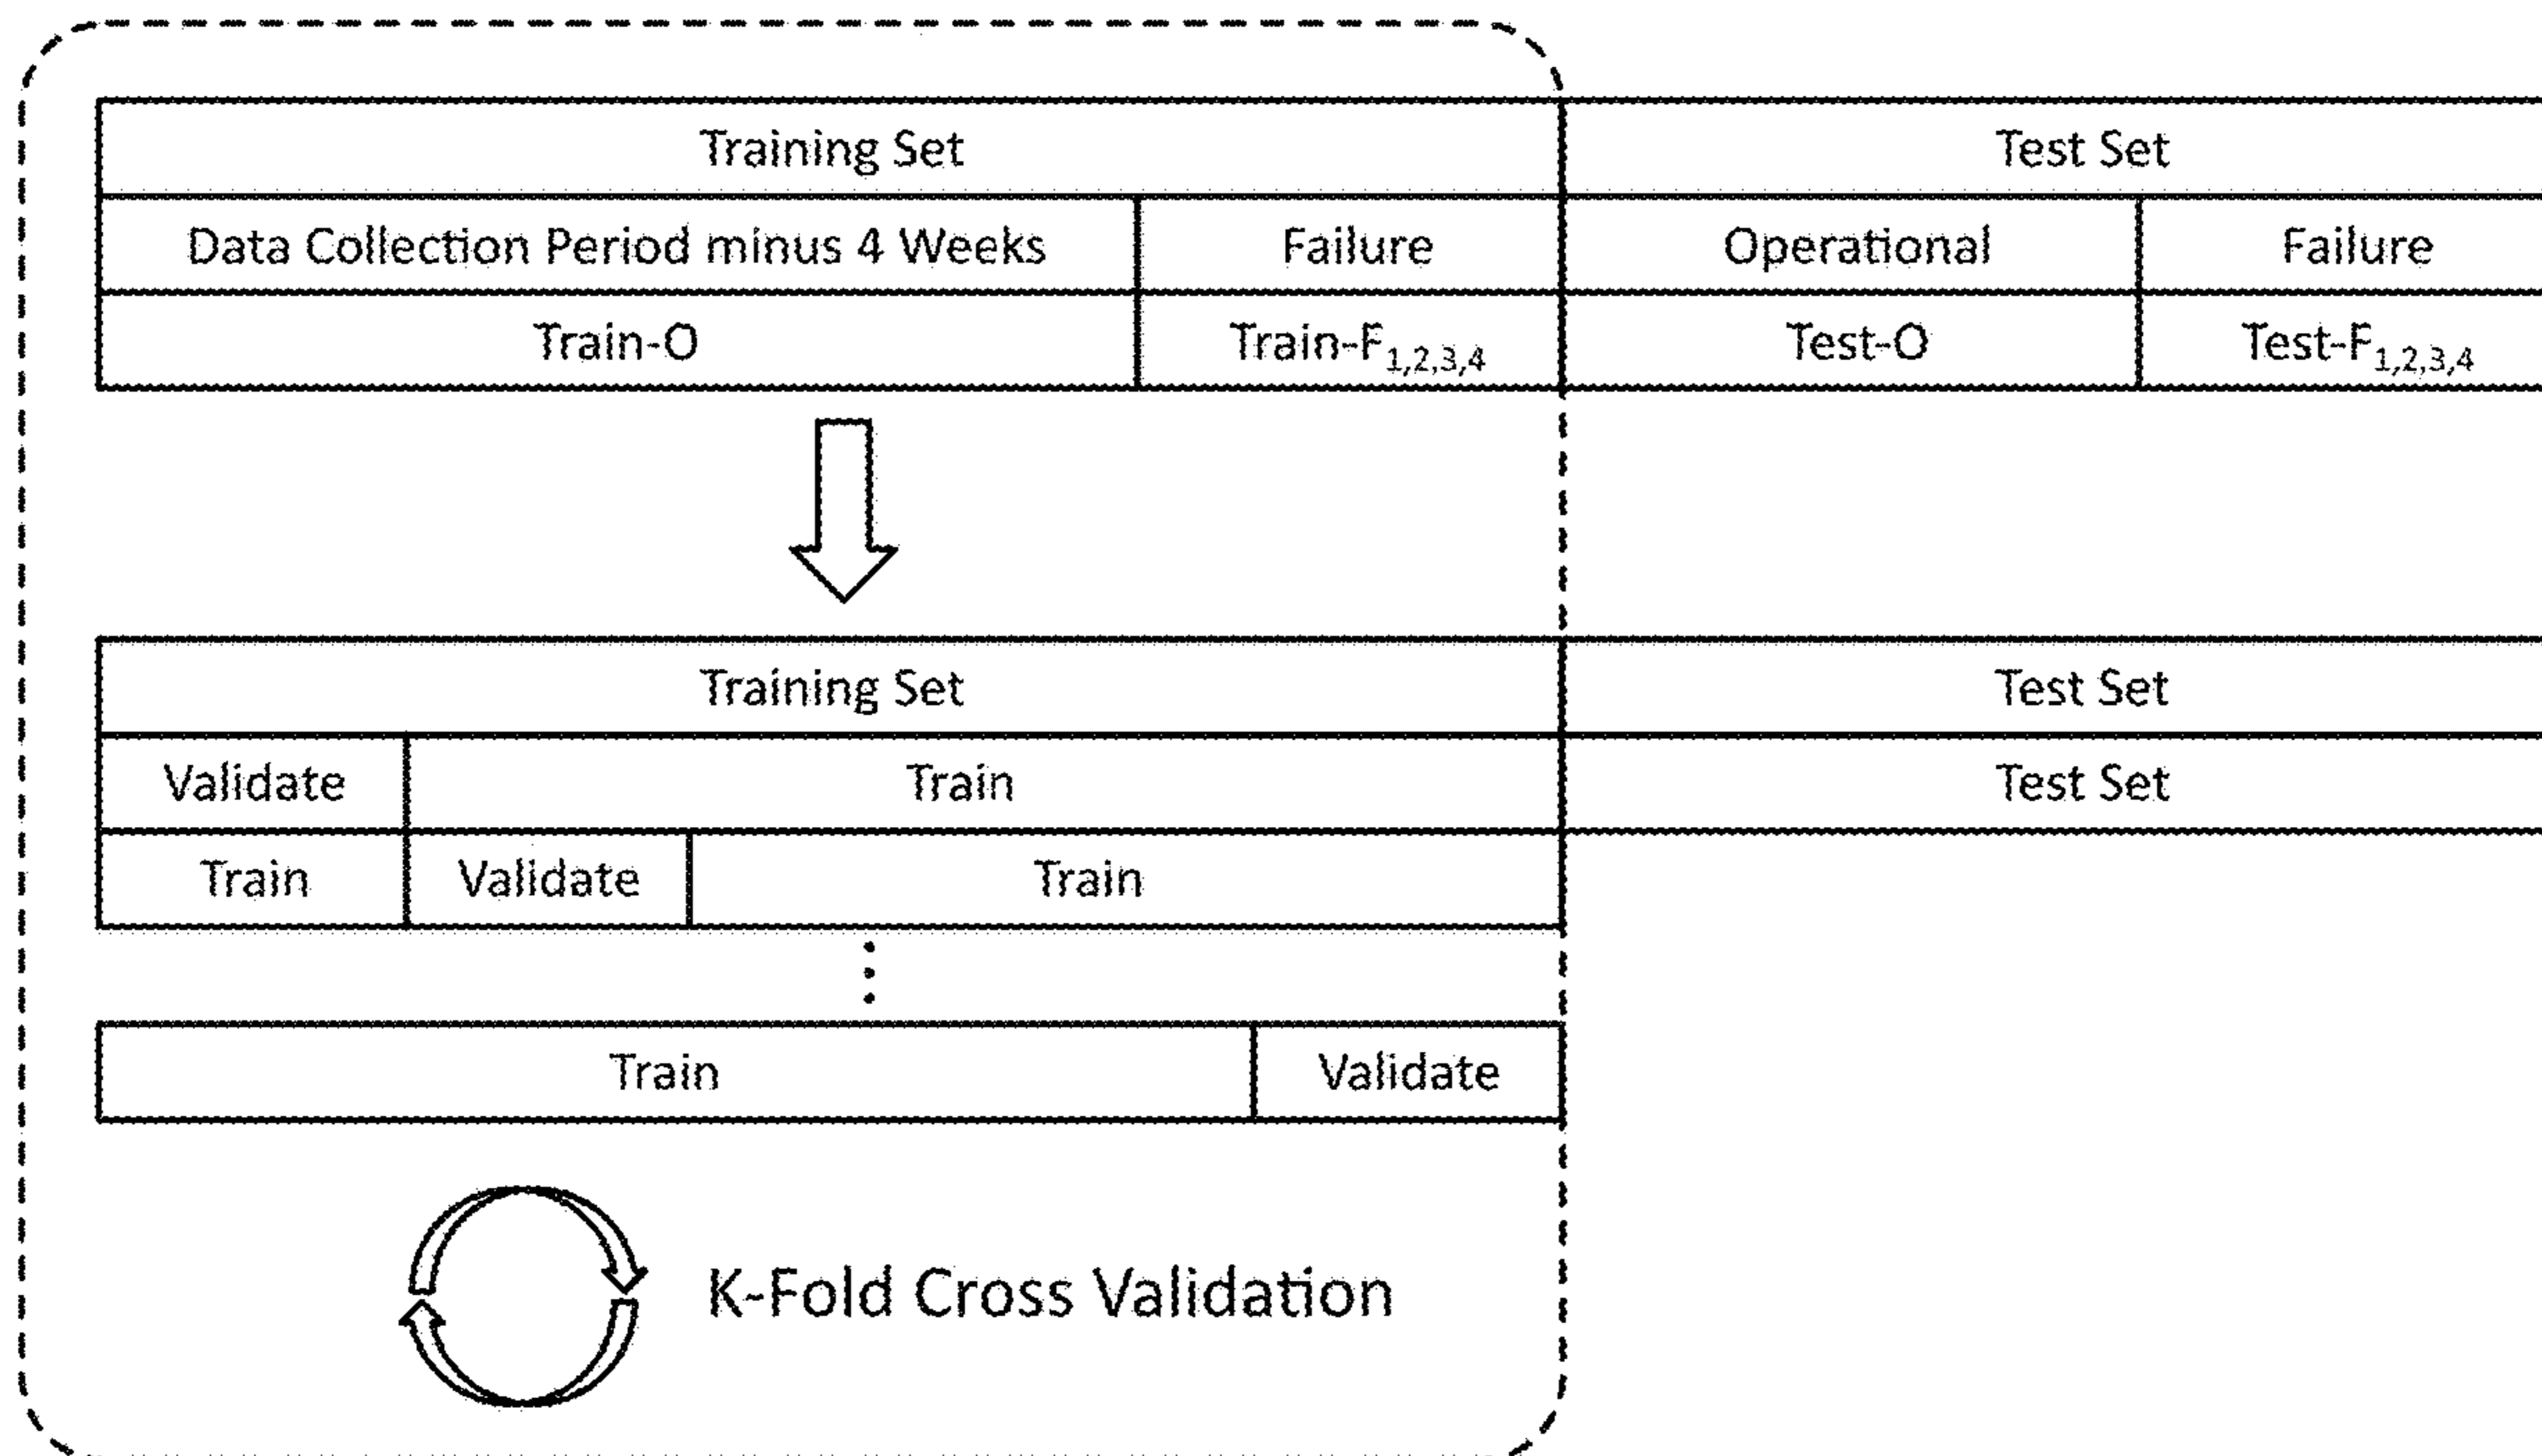 Training Set Test Set
Data Collection Period minus 4 Weeks Failure Operational Failure
Train-O Train-F1,2,3,4 Test-O Test-F1,2,3,4
Training Set Test Set
Validate Train Test Set
Train Validate Train
Train Validate
K-Fold Cross Validation